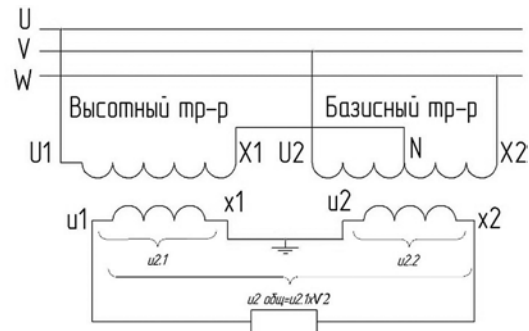 U
V
W
Высотный тр-р
Базисный тр-р
U1
X1
U2
N
X2
u1
x1
u2
x2
u2.1
u2.2
u2 общ=u2.1x√2